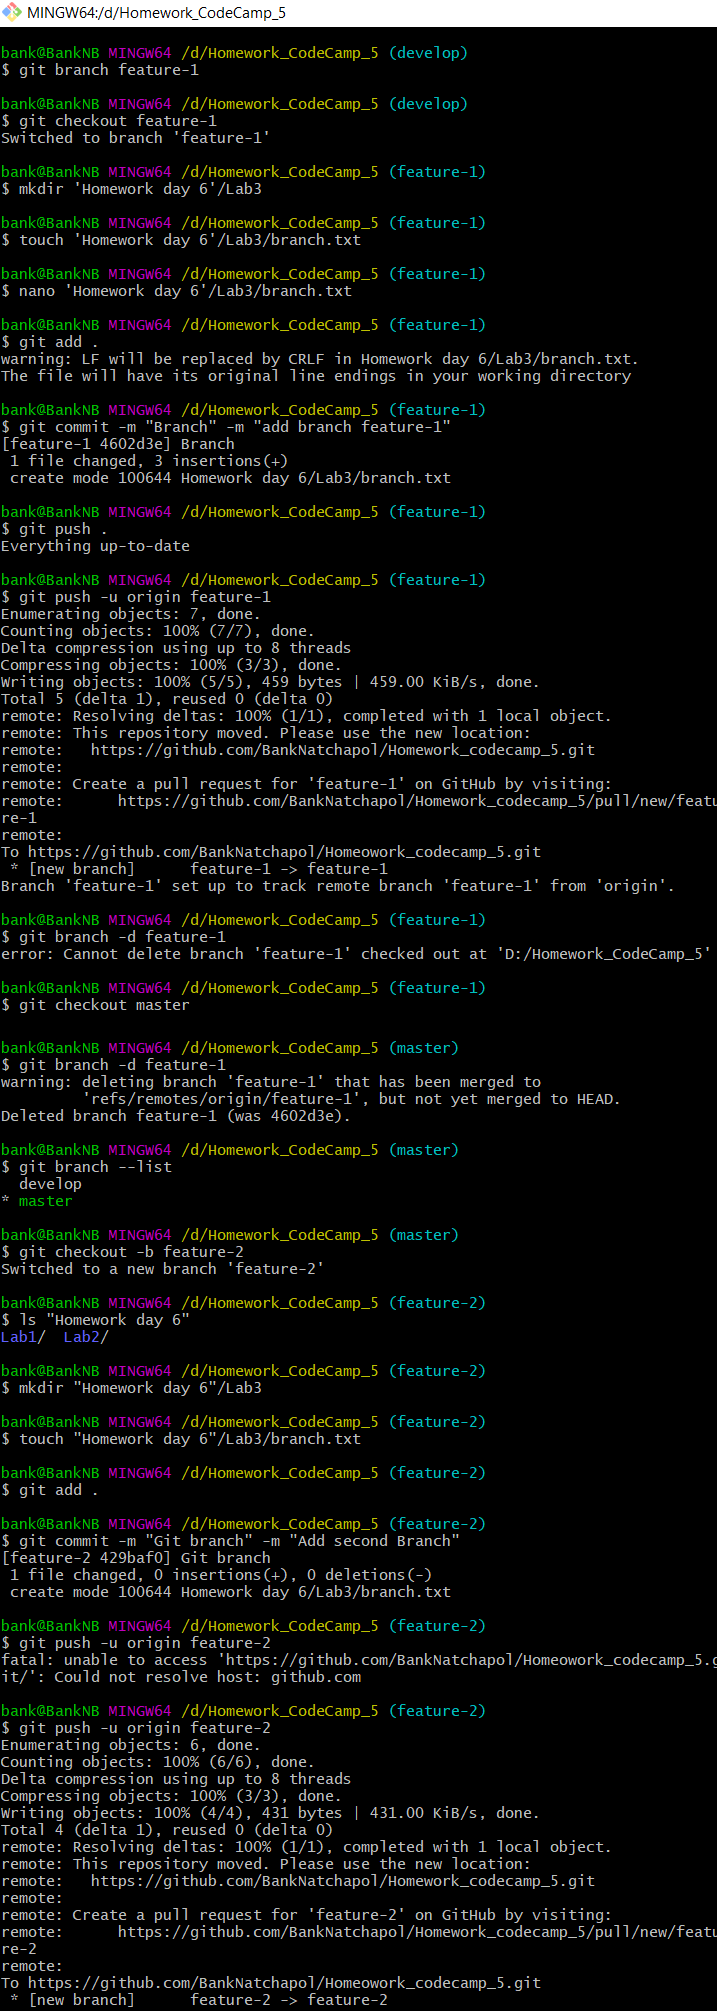 MINGW64:/d/Homework_CodeCamp_5
bank@BankNB MINGW64 /d/Homework_CodeCamp_5 (develop)
$ git branch feature-1
bank@BankNB MINGW64 /d/Homework_CodeCamp_5 (develop)
$ git checkout feature-1
Switched to branch 'feature-1'
bank@BankNB MINGW64 /d/Homework_CodeCamp_5 (feature-1)
$ mkdir 'Homework day 6'/Lab3
bank@BankNB MINGW64 /d/Homework_CodeCamp_5 (feature-1)
$ touch 'Homework day 6'/Lab3/branch.txt
bank@BankNB MINGW64 /d/Homework_CodeCamp_5 (feature-1)
$ nano 'Homework day 6'/Lab3/branch.txt
bank@BankNB MINGW64 /d/Homework_CodeCamp_5 (feature-1)
$ git add .
warning: LF will be replaced by CRLF in Homework day 6/Lab3/branch.txt.
The file will have its original line endings in your working directory
bank@BankNB MINGW64 /d/Homework_CodeCamp_5 (feature-1)
$ git commit -m "Branch" -m "add branch feature-1"
[feature-1 4602d3e] Branch
 1 file changed, 3 insertions(+)
 create mode 100644 Homework day 6/Lab3/branch.txt
bank@BankNB MINGW64 /d/Homework_CodeCamp_5 (feature-1)
$ git push .
Everything up-to-date
bank@BankNB MINGW64 /d/Homework_CodeCamp_5 (feature-1)
$ git push -u origin feature-1
Enumerating objects: 7, done.
Counting objects: 100% (7/7), done.
Delta compression using up to 8 threads
Compressing objects: 100% (3/3), done.
Writing objects: 100% (5/5), 459 bytes | 459.00 KiB/s, done.
Total 5 (delta 1), reused 0 (delta 0)
remote: Resolving deltas: 100% (1/1), completed with 1 local object.
remote: This repository moved. Please use the new location:
remote:   https://github.com/BankNatchapol/Homework_codecamp_5.git
remote:
remote: Create a pull request for 'feature-1' on GitHub by visiting:
remote:      https://github.com/BankNatchapol/Homework_codecamp_5/pull/new/featu
re-1
remote:
To https://github.com/BankNatchapol/Homeowork_codecamp_5.git
 * [new branch]      feature-1 -> feature-1
Branch 'feature-1' set up to track remote branch 'feature-1' from 'origin'.
bank@BankNB MINGW64 /d/Homework_CodeCamp_5 (feature-1)
$ git branch -d feature-1
error: Cannot delete branch 'feature-1' checked out at 'D:/Homework_CodeCamp_5'
bank@BankNB MINGW64 /d/Homework_CodeCamp_5 (feature-1)
$ git checkout master
bank@BankNB MINGW64 /d/Homework_CodeCamp_5 (master)
$ git branch -d feature-1
warning: deleting branch 'feature-1' that has been merged to
         'refs/remotes/origin/feature-1', but not yet merged to HEAD.
Deleted branch feature-1 (was 4602d3e).
bank@BankNB MINGW64 /d/Homework_CodeCamp_5 (master)
$ git branch --list
  develop
* master
bank@BankNB MINGW64 /d/Homework_CodeCamp_5 (master)
$ git checkout -b feature-2
Switched to a new branch 'feature-2'
bank@BankNB MINGW64 /d/Homework_CodeCamp_5 (feature-2)
$ ls "Homework day 6"
Lab1/  Lab2/
bank@BankNB MINGW64 /d/Homework_CodeCamp_5 (feature-2)
$ mkdir "Homework day 6"/Lab3
bank@BankNB MINGW64 /d/Homework_CodeCamp_5 (feature-2)
$ touch "Homework day 6"/Lab3/branch.txt
bank@BankNB MINGW64 /d/Homework_CodeCamp_5 (feature-2)
$ git add .
bank@BankNB MINGW64 /d/Homework_CodeCamp_5 (feature-2)
$ git commit -m "Git branch" -m "Add second Branch"
[feature-2 429baf0] Git branch
 1 file changed, 0 insertions(+), 0 deletions(-)
 create mode 100644 Homework day 6/Lab3/branch.txt
bank@BankNB MINGW64 /d/Homework_CodeCamp_5 (feature-2)
$ git push -u origin feature-2
fatal: unable to access 'https://github.com/BankNatchapol/Homeowork_codecamp_5.g
it/': Could not resolve host: github.com
bank@BankNB MINGW64 /d/Homework_CodeCamp_5 (feature-2)
$ git push -u origin feature-2
Enumerating objects: 6, done.
Counting objects: 100% (6/6), done.
Delta compression using up to 8 threads
Compressing objects: 100% (3/3), done.
Writing objects: 100% (4/4), 431 bytes | 431.00 KiB/s, done.
Total 4 (delta 1), reused 0 (delta 0)
remote: Resolving deltas: 100% (1/1), completed with 1 local object.
remote: This repository moved. Please use the new location:
remote:   https://github.com/BankNatchapol/Homework_codecamp_5.git
remote:
remote: Create a pull request for 'feature-2' on GitHub by visiting:
remote:      https://github.com/BankNatchapol/Homework_codecamp_5/pull/new/featu
re-2
remote:
To https://github.com/BankNatchapol/Homeowork_codecamp_5.git
 * [new branch]      feature-2 -> feature-2